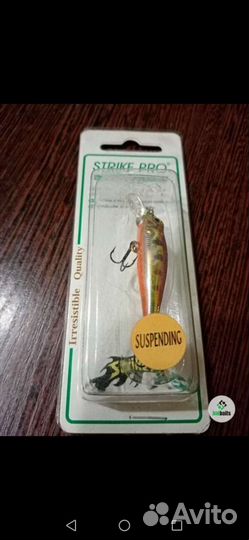 STRIKE PRO®
Irresistible Quality
SUSPENDING
Avito